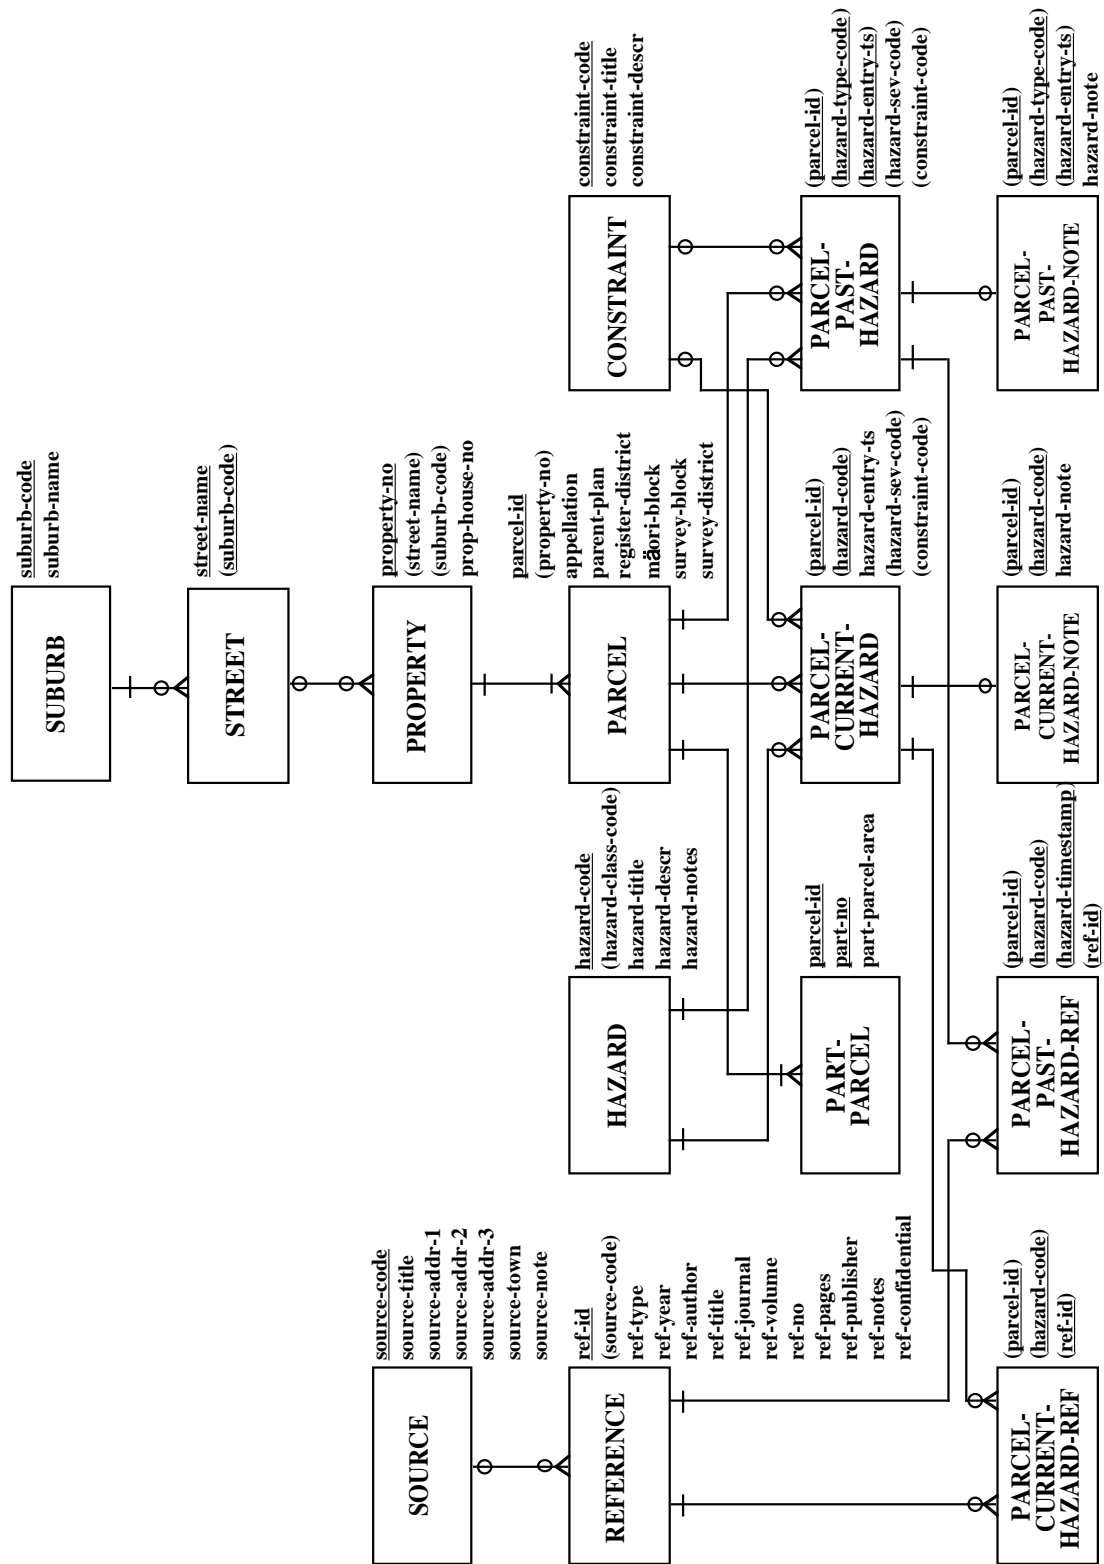 SUBURB
suburb-code
suburb-name
STREET
street-name
(suburb-code)
PROPERTY
property-no
(street-name)
(suburb-code)
prop-house-no
SOURCE
source-code
source-title
source-addr-1
source-addr-2
source-addr-3
source-town
source-note
REFERENCE
ref-id
(source-code)
ref-type
ref-year
ref-author
ref-title
ref-journal
ref-volume
ref-no
ref-pages
ref-publisher
ref-notes
ref-confidential
HAZARD
hazard-code
(hazard-class-code)
hazard-title
hazard-descr
hazard-notes
PARCEL
parcel-id
(property-no)
appellation
parent-plan
register-district
mäori-block
survey-block
survey-district
CONSTRAINT
constraint-code
constraint-title
constraint-descr
PART-
PARCEL
parcel-id
part-no
part-parcel-area
PARCEL-
CURRENT-
HAZARD
(parcel-id)
(hazard-code)
hazard-entry-ts
(hazard-sev-code)
(constraint-code)
PARCEL-
PAST-
HAZARD
(parcel-id)
(hazard-type-code)
(hazard-entry-ts)
(hazard-sev-code)
(constraint-code)
PARCEL-
CURRENT-
HAZARD-REF
(parcel-id)
(hazard-code)
(ref-id)
PARCEL-
PAST-
HAZARD-REF
(parcel-id)
(hazard-code)
(hazard-timestamp)
(ref-id)
PARCEL-
CURRENT-
HAZARD-NOTE
(parcel-id)
(hazard-code)
hazard-note
PARCEL-
PAST-
HAZARD-NOTE
(parcel-id)
(hazard-type-code)
(hazard-entry-ts)
hazard-note